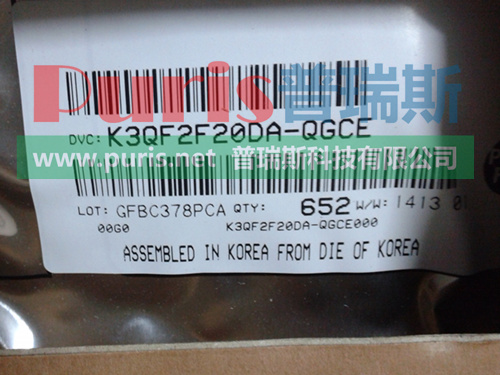 Puris 普瑞斯
DVC: K3QF2F20DA-QGCE
www.puris.net 普瑞斯科技有限公司
LOT: GFBC378PCA QTY: 652 W/W: 1413 01
00G0 K3QF2F20DA-QGCE000
ASSEMBLED IN KOREA FROM DIE OF KOREA